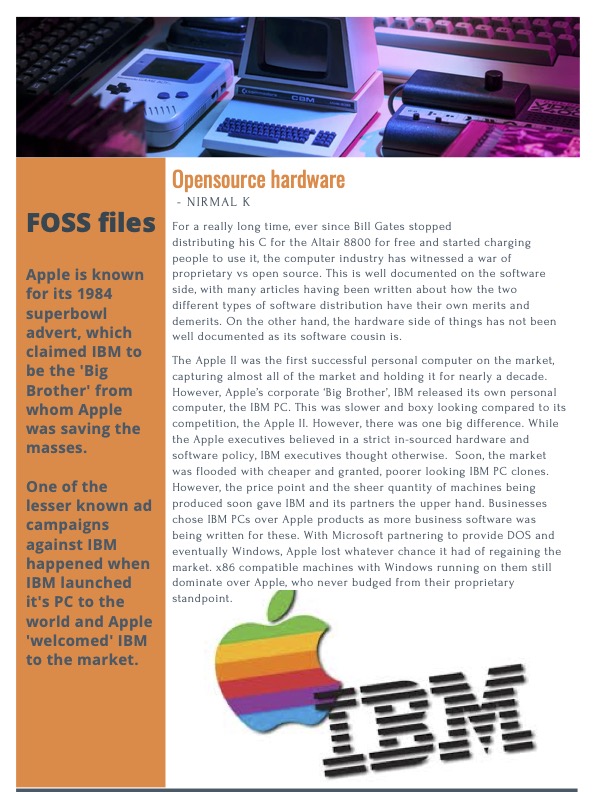 CBM
Opensource hardware
- NIRMAL K
FOSS files
Apple is known
for its 1984
superbowl
advert, which
claimed IBM to
be the 'Big
Brother' from
whom Apple
was saving the
masses.
One of the
lesser known ad
campaigns
against IBM
happened when
IBM launched
it's PC to the
world and Apple
'welcomed' IBM
to the market.
For a really long time, ever since Bill Gates stopped
distributing his C for the Altair 8800 for free and started charging
people to use it, the computer industry has witnessed a war of
proprietary vs open source. This is well documented on the software
side, with many articles having been written about how the two
different types of software distribution have their own merits and
demerits. On the other hand, the hardware side of things has not been
well documented as its software cousin is.
The Apple II was the first successful personal computer on the market,
capturing almost all of the market and holding it for nearly a decade.
However, Apple’s corporate ‘Big Brother’, IBM released its own personal
computer, the IBM PC. This was slower and boxy looking compared to its
competition, the Apple II. However, there was one big difference. While
the Apple executives believed in a strict in-sourced hardware and
software policy, IBM executives thought otherwise. Soon, the market
was flooded with cheaper and granted, poorer looking IBM PC clones.
However, the price point and the sheer quantity of machines being
produced soon gave IBM and its partners the upper hand. Businesses
chose IBM PCs over Apple products as more business software was
being written for these. With Microsoft partnering to provide DOS and
eventually Windows, Apple lost whatever chance it had of regaining the
market. x86 compatible machines with Windows running on them still
dominate over Apple, who never budged from their proprietary
standpoint.
IBM